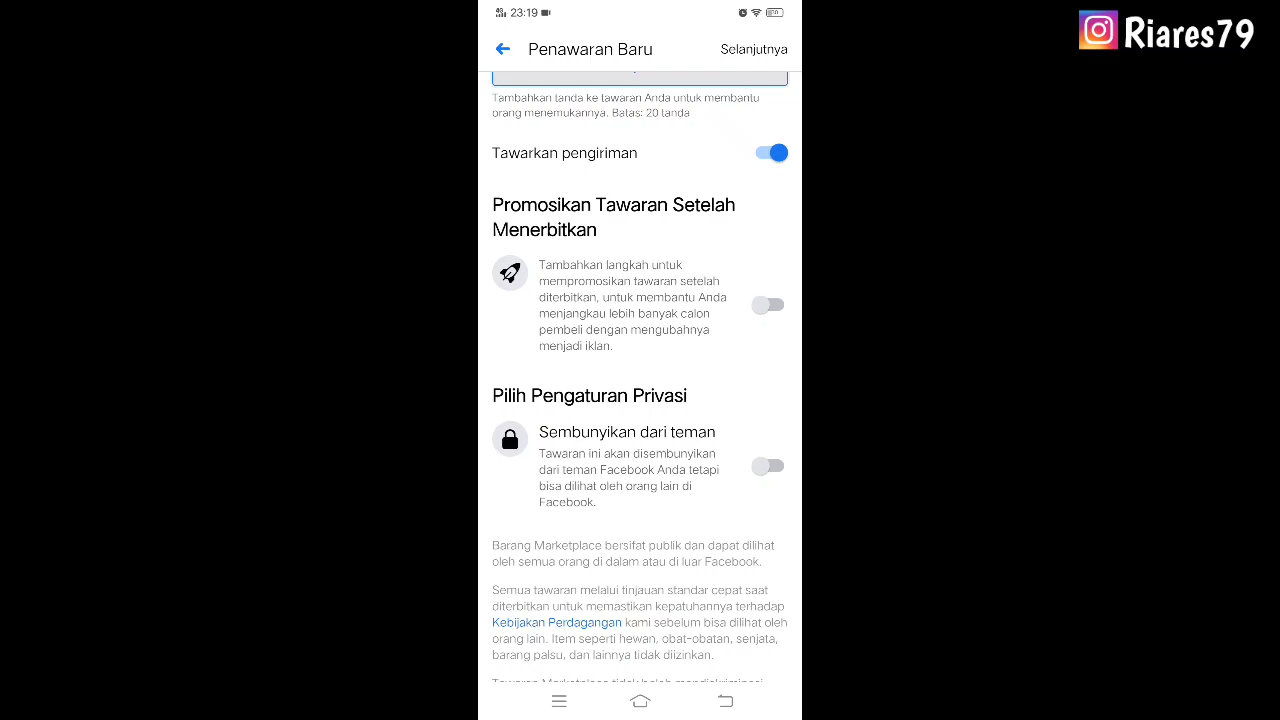 23:19
Riares79
Penawaran Baru
Selanjutnya
Tambahkan tanda ke tawaran Anda untuk membantu
orang menemukannya. Batas: 20 tanda
Tawarkan pengiriman
Promosikan Tawaran Setelah
Menerbitkan
Tambahkan langkah untuk
mempromosikan tawaran setelah
diterbitkan, untuk membantu Anda
menjangkau lebih banyak calon
pembeli dengan mengubahnya
menjadi iklan.
Pilih Pengaturan Privasi
Sembunyikan dari teman
Tawaran ini akan disembunyikan
dari teman Facebook Anda tetapi
bisa dilihat oleh orang lain di
Facebook.
Barang Marketplace bersifat publik dan dapat dilihat
oleh semua orang di dalam atau di luar Facebook.
Semua tawaran melalui tinjauan standar cepat saat
diterbitkan untuk memastikan kepatuhannya terhadap
Kebijakan Perdagangan kami sebelum bisa dilihat oleh
orang lain. Item seperti hewan, obat-obatan, senjata,
barang palsu, dan lainnya tidak diizinkan.